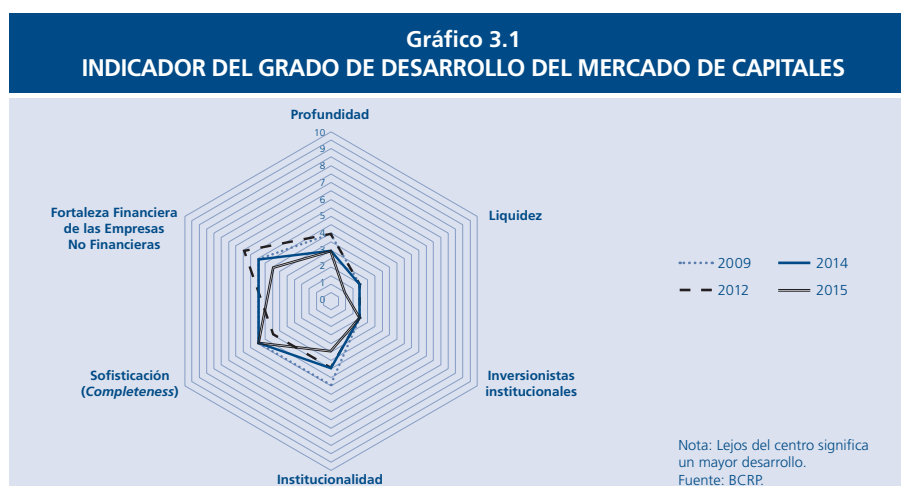 Gráfico 3.1
INDICADOR DEL GRADO DE DESARROLLO DEL MERCADO DE CAPITALES
Profundidad
10
9
8
7
6
5
4
3
2
1
0
Fortaleza Financiera
de las Empresas
No Financieras
Liquidez
2009
2014
2012
2015
Sofisticación
(Completeness)
Inversionistas
institucionales
Institucionalidad
Nota: Lejos del centro significa
un mayor desarrollo.
Fuente: BCRP.